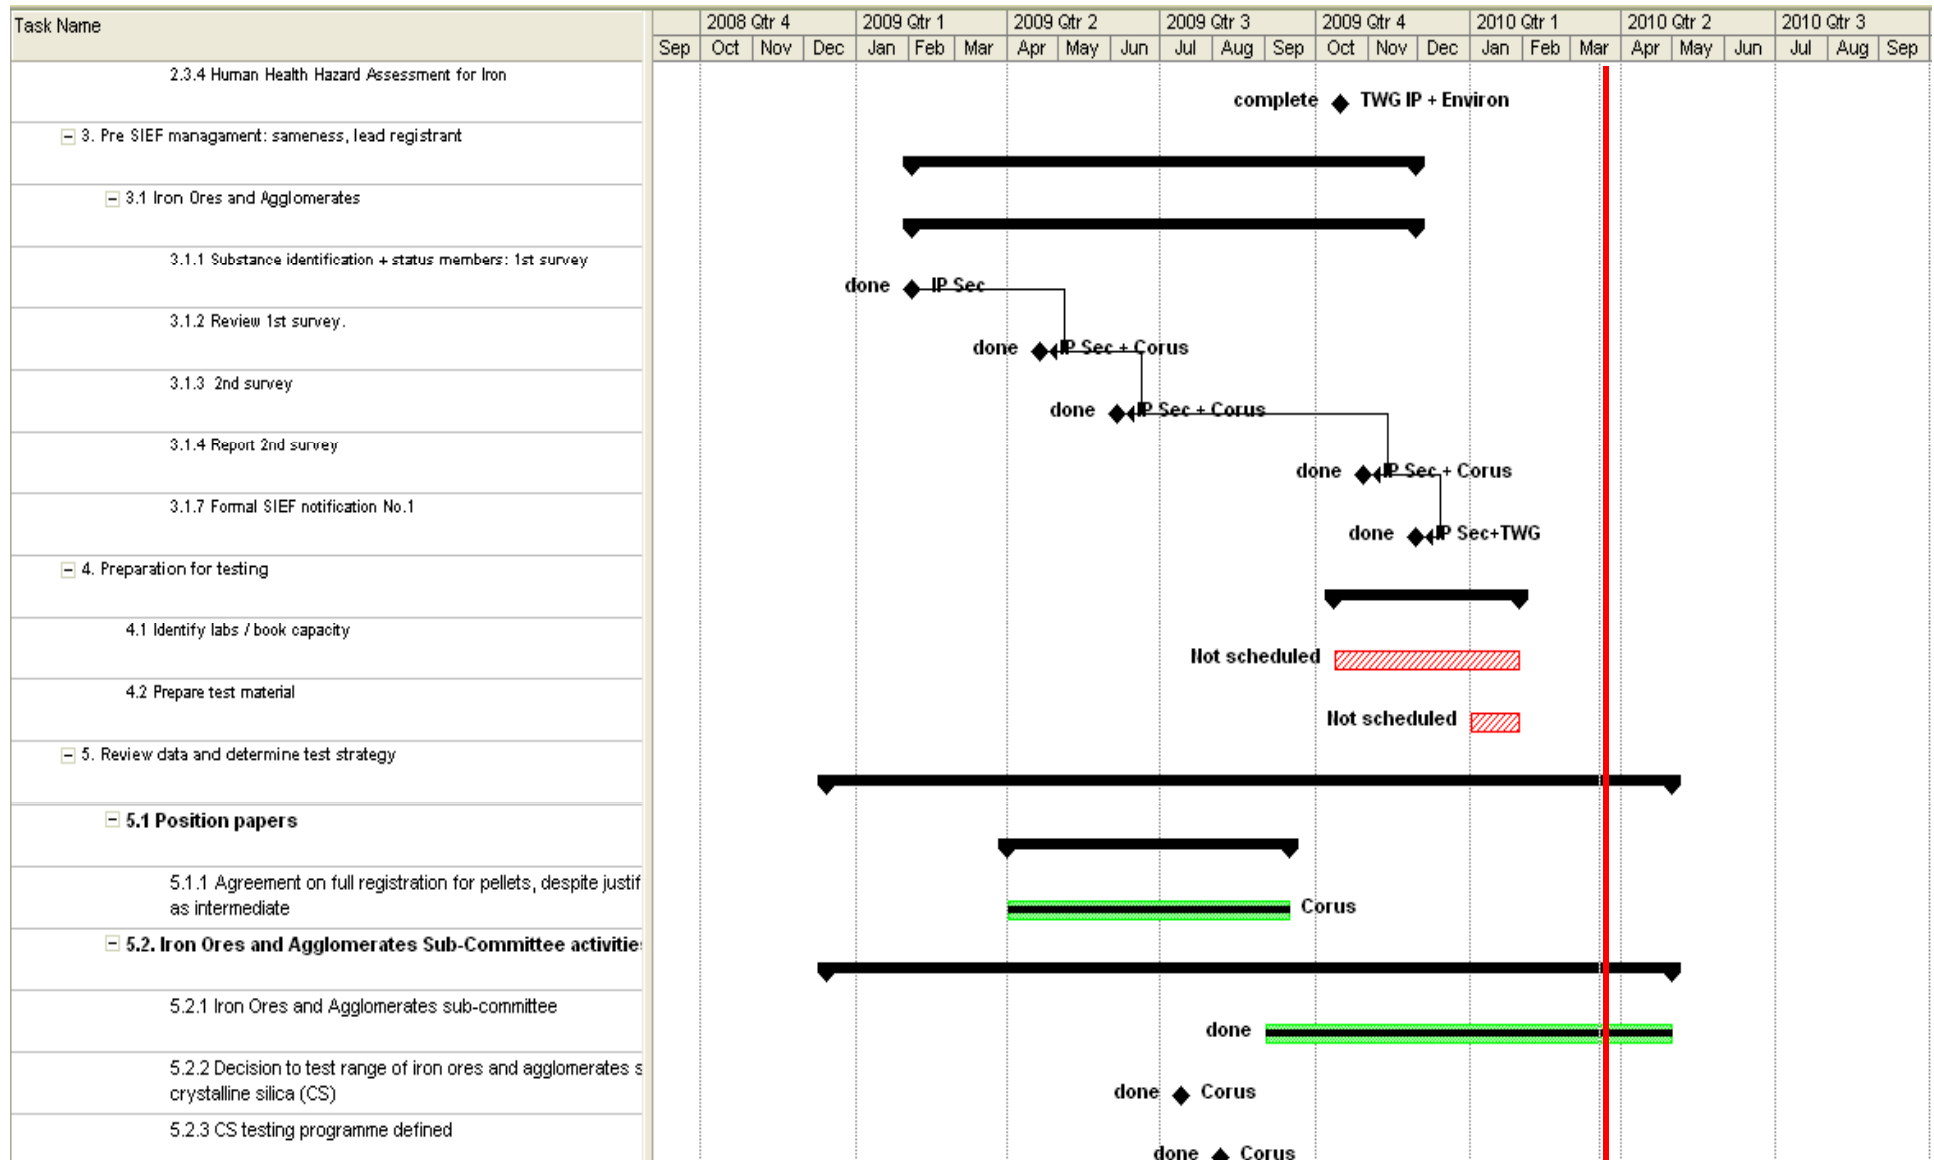 Task Name
2008 Qtr 4 2009 Qtr 1 2009 Qtr 2 2009 Qtr 3 2009 Qtr 4 2010 Qtr 1 2010 Qtr 2 2010 Qtr 3
Sep Oct Nov Dec Jan Feb Mar Apr May Jun Jul Aug Sep Oct Nov Dec Jan Feb Mar Apr May Jun Jul Aug Sep
2.3.4 Human Health Hazard Assessment for Iron
complete TWG IP + Environ
3. Pre SIEF managament: sameness, lead registrant
3.1 Iron Ores and Agglomerates
3.1.1 Substance identification + status members: 1st survey
done IP Sec
3.1.2 Review 1st survey.
done IP Sec + Corus
3.1.3 2nd survey
done IP Sec + Corus
3.1.4 Report 2nd survey
done IP Sec + Corus
3.1.7 Formal SIEF notification No.1
done IP Sec+TWG
4. Preparation for testing
4.1 Identify labs / book capacity
Not scheduled
4.2 Prepare test material
Not scheduled
5. Review data and determine test strategy
5.1 Position papers
5.1.1 Agreement on full registration for pellets, despite justif
as intermediate
Corus
5.2. Iron Ores and Agglomerates Sub-Committee activitie
5.2.1 Iron Ores and Agglomerates sub-committee
done
5.2.2 Decision to test range of iron ores and agglomerates s
crystalline silica (CS)
done Corus
5.2.3 CS testing programme defined
done Corus